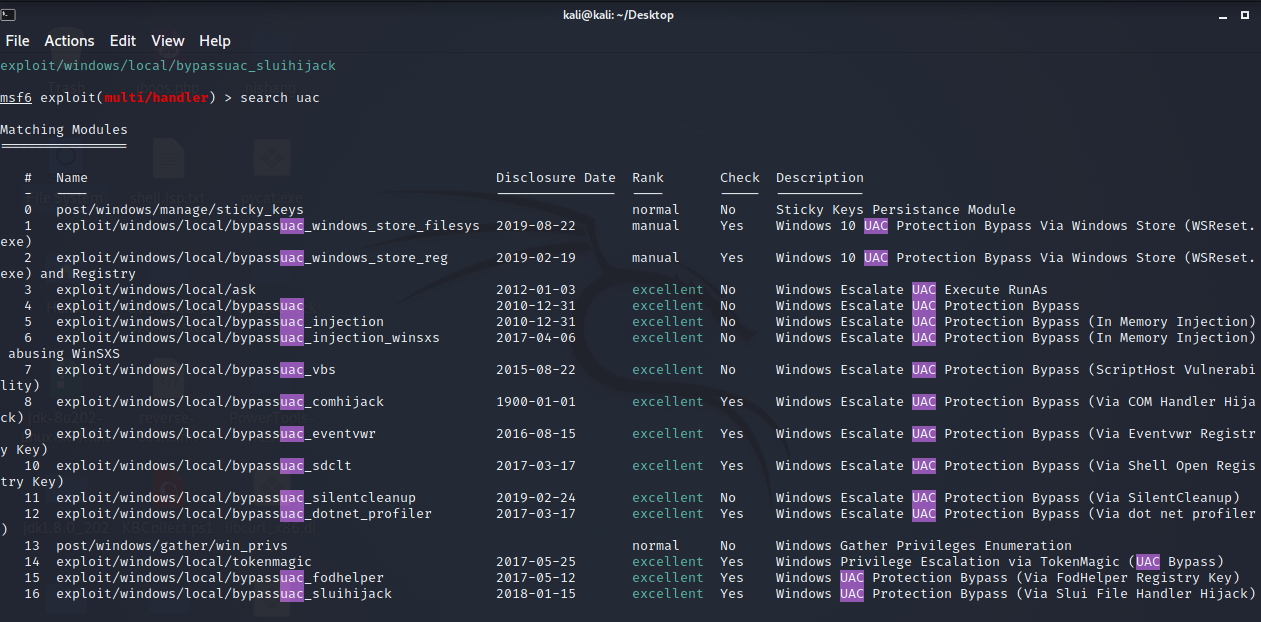 kali@kali: ~/Desktop
File Actions Edit View Help
exploit/windows/local/bypassuac_sluihijack
msf6 exploit(multi/handler) > search uac
Matching Modules
================
# Name Disclosure Date Rank Check Description
- ---- --------------- ---- ----- -----------
0 post/windows/manage/sticky_keys normal No Sticky Keys Persistance Module
1 exploit/windows/local/bypassuac_windows_store_filesys 2019-08-22 manual Yes Windows 10 UAC Protection Bypass Via Windows Store (WSReset.
exe)
2 exploit/windows/local/bypassuac_windows_store_reg 2019-02-19 manual Yes Windows 10 UAC Protection Bypass Via Windows Store (WSReset.
exe) and Registry
3 exploit/windows/local/ask 2012-01-03 excellent No Windows Escalate UAC Execute RunAs
4 exploit/windows/local/bypassuac 2010-12-31 excellent No Windows Escalate UAC Protection Bypass
5 exploit/windows/local/bypassuac_injection 2010-12-31 excellent No Windows Escalate UAC Protection Bypass (In Memory Injection)
6 exploit/windows/local/bypassuac_injection_winsxs 2017-04-06 excellent No Windows Escalate UAC Protection Bypass (In Memory Injection)
abusing WinSXS
7 exploit/windows/local/bypassuac_vbs 2015-08-22 excellent No Windows Escalate UAC Protection Bypass (ScriptHost Vulnerabi
lity)
8 exploit/windows/local/bypassuac_comhijack 1900-01-01 excellent Yes Windows Escalate UAC Protection Bypass (Via COM Handler Hija
ck)
9 exploit/windows/local/bypassuac_eventvwr 2016-08-15 excellent Yes Windows Escalate UAC Protection Bypass (Via Eventvwr Registr
y Key)
10 exploit/windows/local/bypassuac_sdclt 2017-03-17 excellent Yes Windows Escalate UAC Protection Bypass (Via Shell Open Regis
try Key)
11 exploit/windows/local/bypassuac_silentcleanup 2019-02-24 excellent No Windows Escalate UAC Protection Bypass (Via SilentCleanup)
12 exploit/windows/local/bypassuac_dotnet_profiler 2017-03-17 excellent Yes Windows Escalate UAC Protection Bypass (Via dot net profiler
)
13 post/windows/gather/win_privs normal No Windows Gather Privileges Enumeration
14 exploit/windows/local/tokenmagic 2017-05-25 excellent Yes Windows Privilege Escalation via TokenMagic (UAC Bypass)
15 exploit/windows/local/bypassuac_fodhelper 2017-05-12 excellent Yes Windows UAC Protection Bypass (Via FodHelper Registry Key)
16 exploit/windows/local/bypassuac_sluihijack 2018-01-15 excellent Yes Windows UAC Protection Bypass (Via Slui File Handler Hijack)